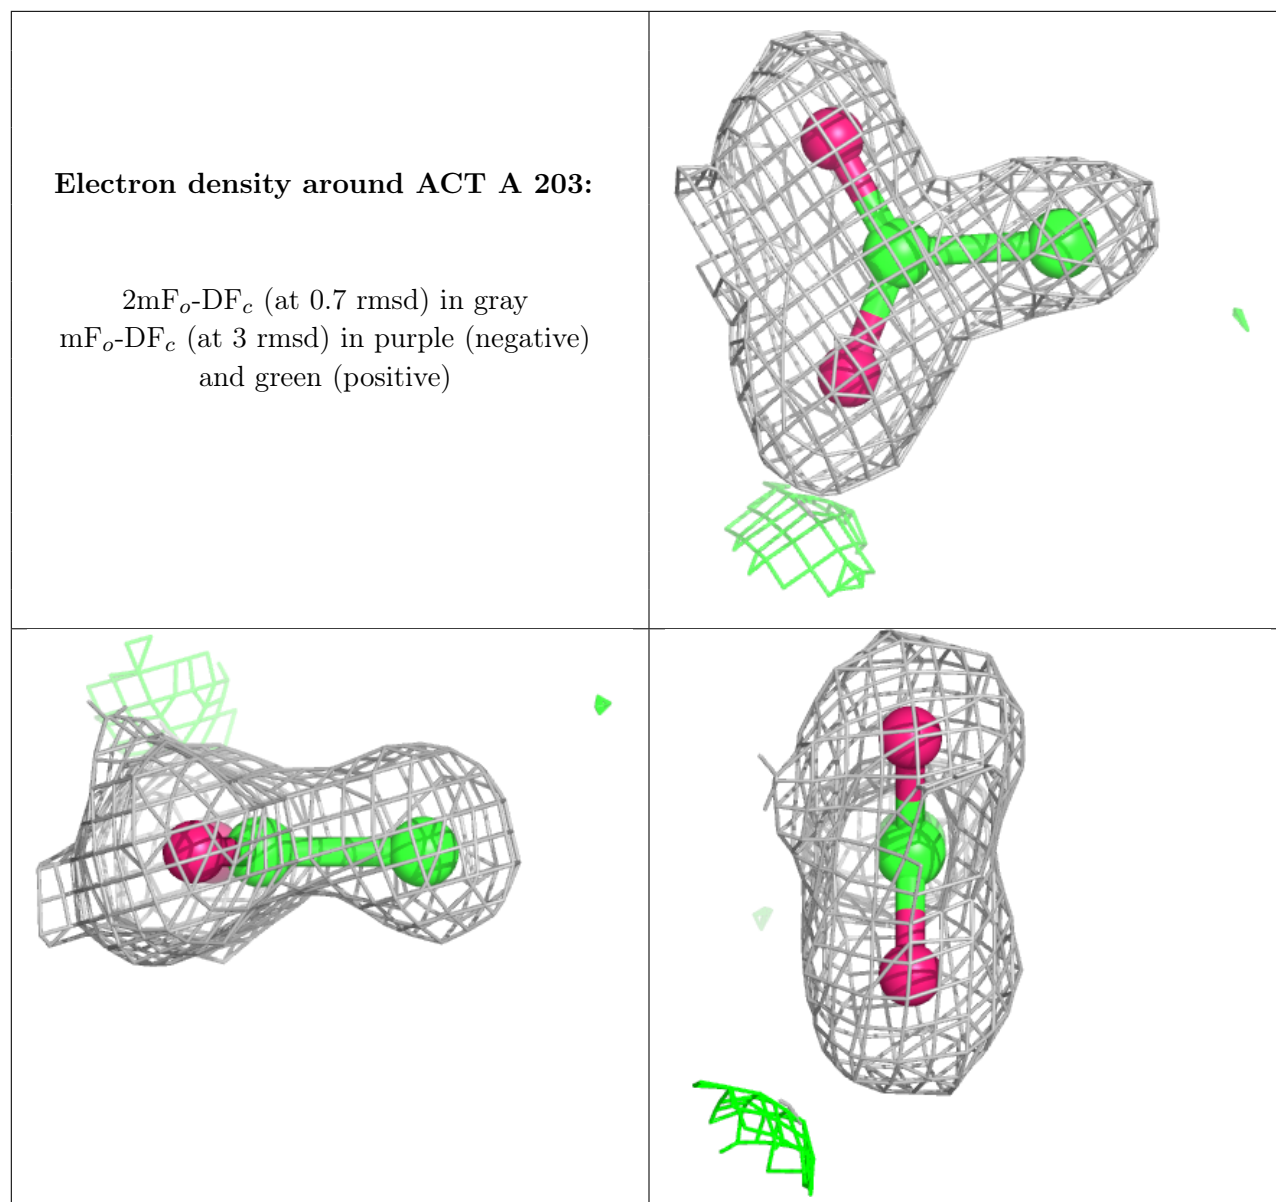 Electron density around ACT A 203:
2mFo-DFc (at 0.7 rmsd) in gray
mFo-DFc (at 3 rmsd) in purple (negative)
and green (positive)